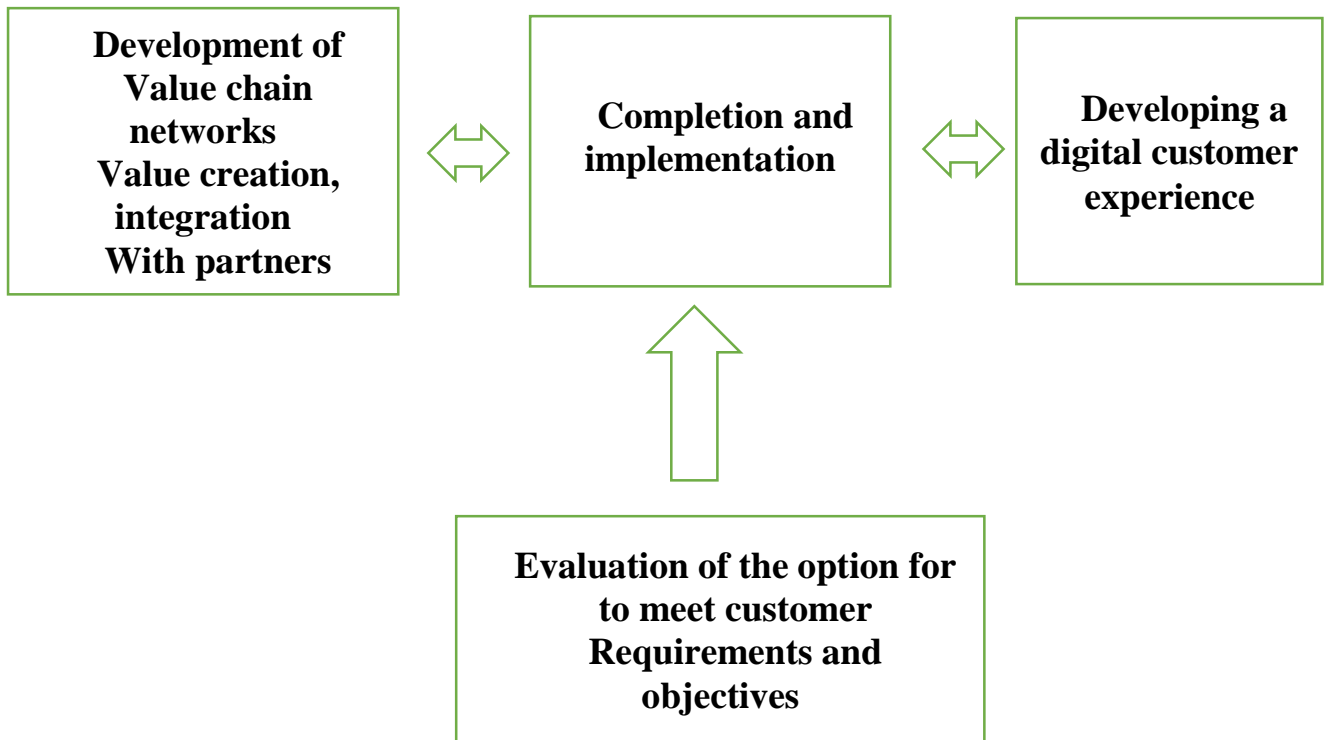 Development of
Value chain
networks
Value creation,
integration
With partners
Completion and
implementation
Developing a
digital customer
experience
Evaluation of the option for
to meet customer
Requirements and
objectives